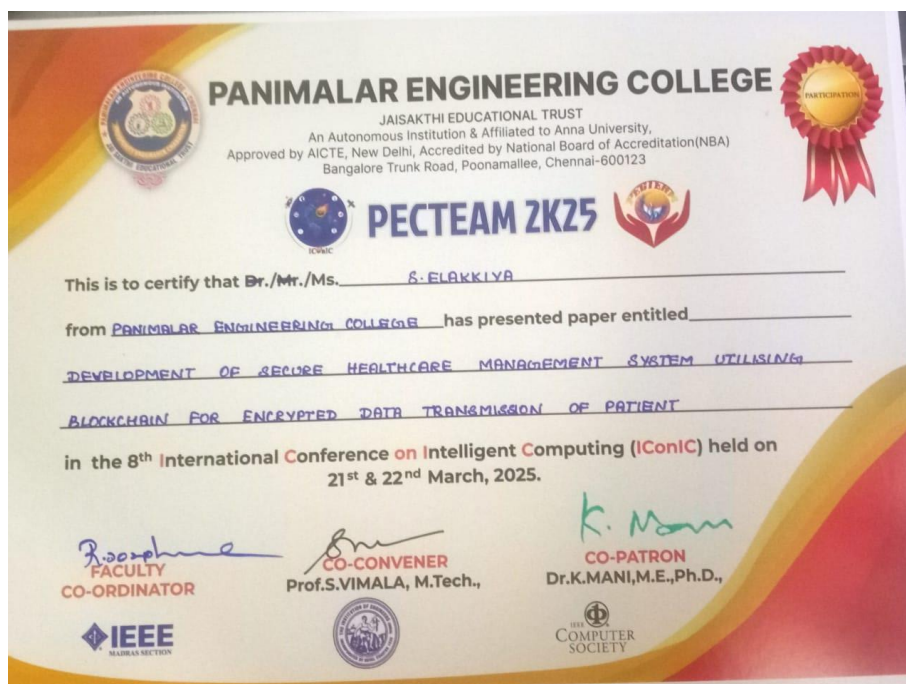 PANIMALAR ENGINEERING COLLEGE
JAISAKTHI EDUCATIONAL TRUST
An Autonomous Institution & Affiliated to Anna University,
Approved by AICTE, New Delhi, Accredited by National Board of Accreditation(NBA)
Bangalore Trunk Road, Poonamallee, Chennai-600123
PARTICIPATION
IConIC
PECTEAM 2K25
This is to certify that Dr./Mr./Ms. S. ELAKKIYA
from PANIMALAR ENGINEERING COLLEGE has presented paper entitled
DEVELOPMENT OF SECURE HEALTHCARE MANAGEMENT SYSTEM UTILISING
BLOCKCHAIN FOR ENCRYPTED DATA TRANSMISSION OF PATIENT
in the 8th International Conference on Intelligent Computing (IConIC) held on
21st & 22nd March, 2025.
K. Mani
FACULTY
CO-ORDINATOR
CO-CONVENER
Prof.S.VIMALA, M.Tech.,
CO-PATRON
Dr.K.MANI,M.E.,Ph.D.,
IEEE
MADRAS SECTION
IEEE
COMPUTER
SOCIETY